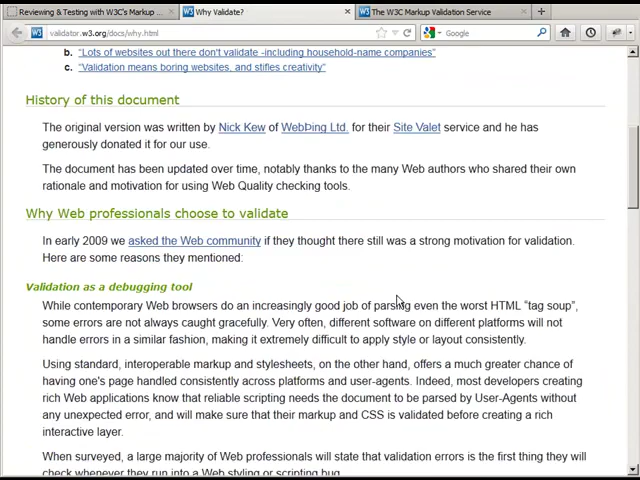 Reviewing & Testing with W3C's Markup ...
Why Validate?
The W3C Markup Validation Service
validator.w3.org/docs/why.html
Google
b. "Lots of websites out there don't validate -including household-name companies"
c. "Validation means boring websites, and stifles creativity"
History of this document
The original version was written by Nick Kew of WebÞing Ltd. for their Site Valet service and he has
generously donated it for our use.
The document has been updated over time, notably thanks to the many Web authors who shared their own
rationale and motivation for using Web Quality checking tools.
Why Web professionals choose to validate
In early 2009 we asked the Web community if they thought there still was a strong motivation for validation.
Here are some reasons they mentioned:
Validation as a debugging tool
While contemporary Web browsers do an increasingly good job of parsing even the worst HTML “tag soup”,
some errors are not always caught gracefully. Very often, different software on different platforms will not
handle errors in a similar fashion, making it extremely difficult to apply style or layout consistently.
Using standard, interoperable markup and stylesheets, on the other hand, offers a much greater chance of
having one's page handled consistently across platforms and user-agents. Indeed, most developers creating
rich Web applications know that reliable scripting needs the document to be parsed by User-Agents without
any unexpected error, and will make sure that their markup and CSS is validated before creating a rich
interactive layer.
When surveyed, a large majority of Web professionals will state that validation errors is the first thing they will
check whenever they run into a Web styling or scripting bug.